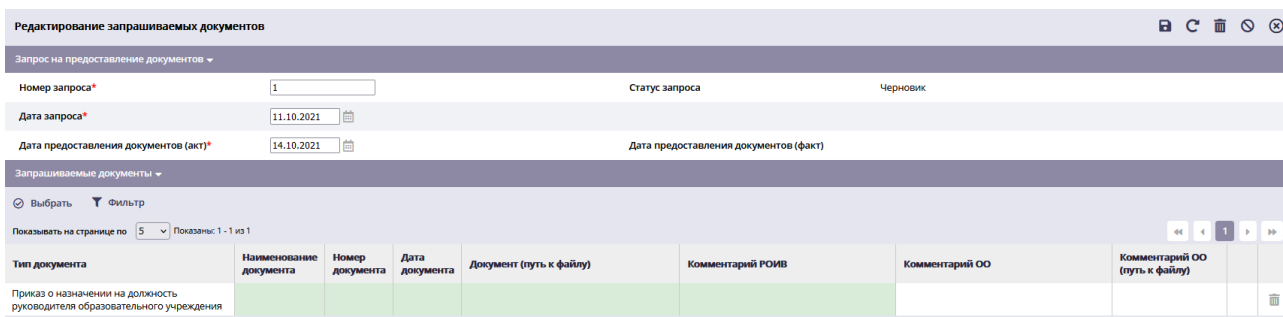 Редактирование запрашиваемых документов
Запрос на предоставление документов
Номер запроса* 1 Статус запроса Черновик
Дата запроса* 11.10.2021
Дата предоставления документов (акт)* 14.10.2021 Дата предоставления документов (факт)
Запрашиваемые документы
Выбрать Фильтр
Показывать на странице по 5 Показаны: 1 - 1 из 1 1
Тип документа Наименование документа Номер документа Дата документа Документ (путь к файлу) Комментарий РОИВ Комментарий ОО Комментарий ОО (путь к файлу)
Приказ о назначении на должность
руководителя образовательного учреждения